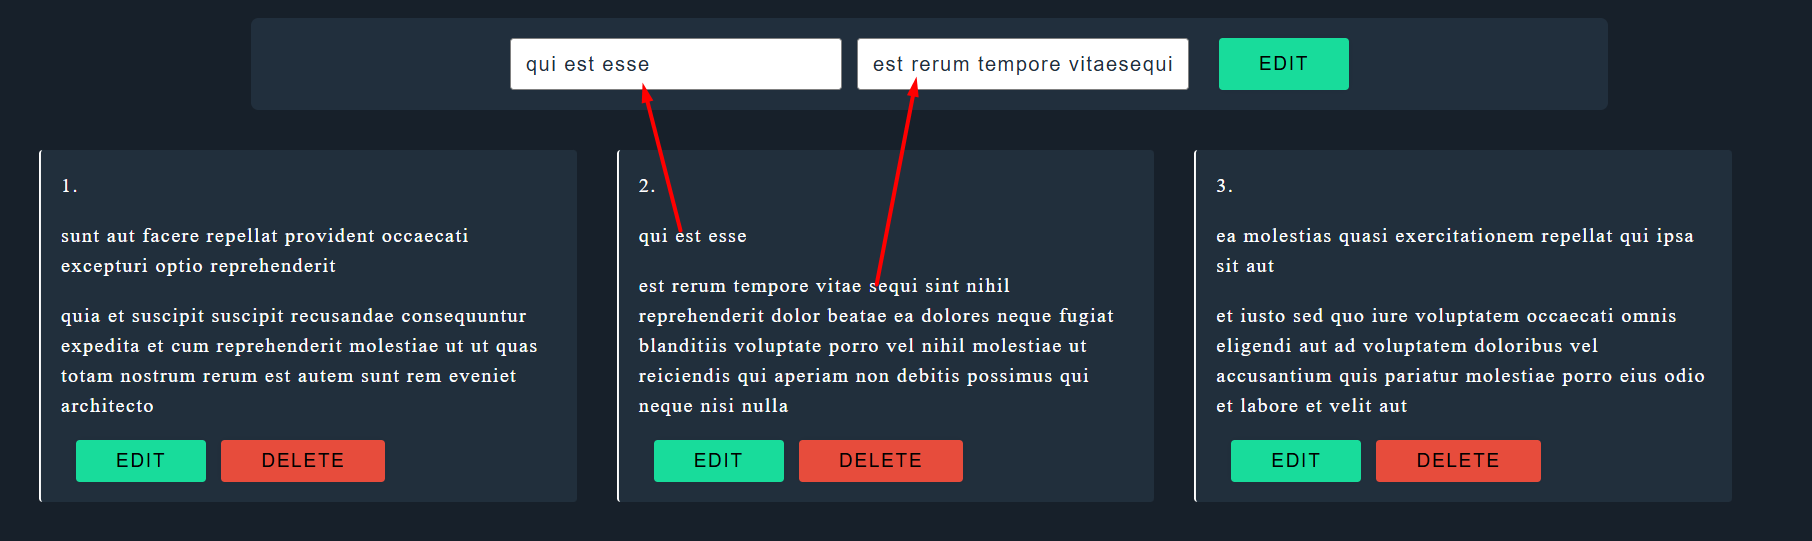 qui est esse
est rerum tempore vitaesequi
EDIT
1.
sunt aut facere repellat provident occaecati
excepturi optio reprehenderit
quia et suscipit suscipit recusandae consequuntur
expedita et cum reprehenderit molestiae ut ut quas
totam nostrum rerum est autem sunt rem eveniet
architecto
EDIT
DELETE
2.
qui est esse
est rerum tempore vitae sequi sint nihil
reprehenderit dolor beatae ea dolores neque fugiat
blanditiis voluptate porro vel nihil molestiae ut
reiciendis qui aperiam non debitis possimus qui
neque nisi nulla
EDIT
DELETE
3.
ea molestias quasi exercitationem repellat qui ipsa
sit aut
et iusto sed quo iure voluptatem occaecati omnis
eligendi aut ad voluptatem doloribus vel
accusantium quis pariatur molestiae porro eius odio
et labore et velit aut
EDIT
DELETE